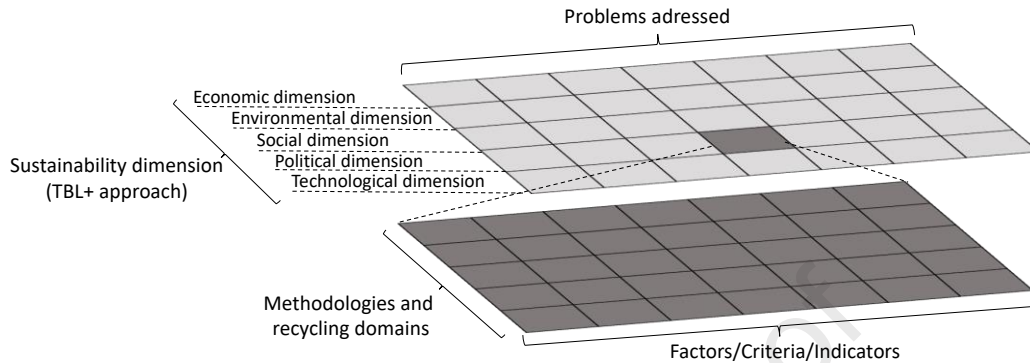 Problems adressed
Economic dimension
Environmental dimension
Social dimension
Political dimension
Technological dimension
Sustainability dimension
(TBL+ approach)
Methodologies and
recycling domains
Factors/Criteria/Indicators